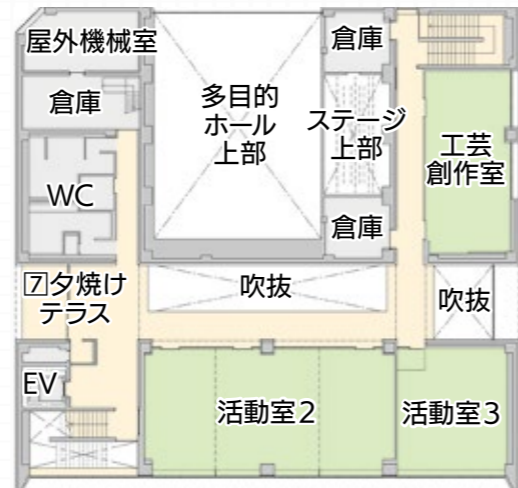 屋外機械室
倉庫
倉庫
多目的
ホール
上部
ステージ
上部
工芸
創作室
WC
倉庫
7夕焼け
テラス
吹抜
吹抜
EV
活動室2
活動室3